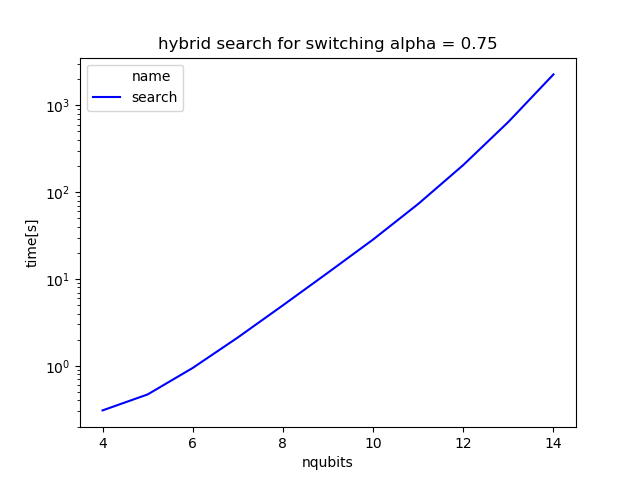 hybrid search for switching alpha = 0.75
name
search
10³
10²
10¹
10⁰
time[s]
4 6 8 10 12 14
nqubits